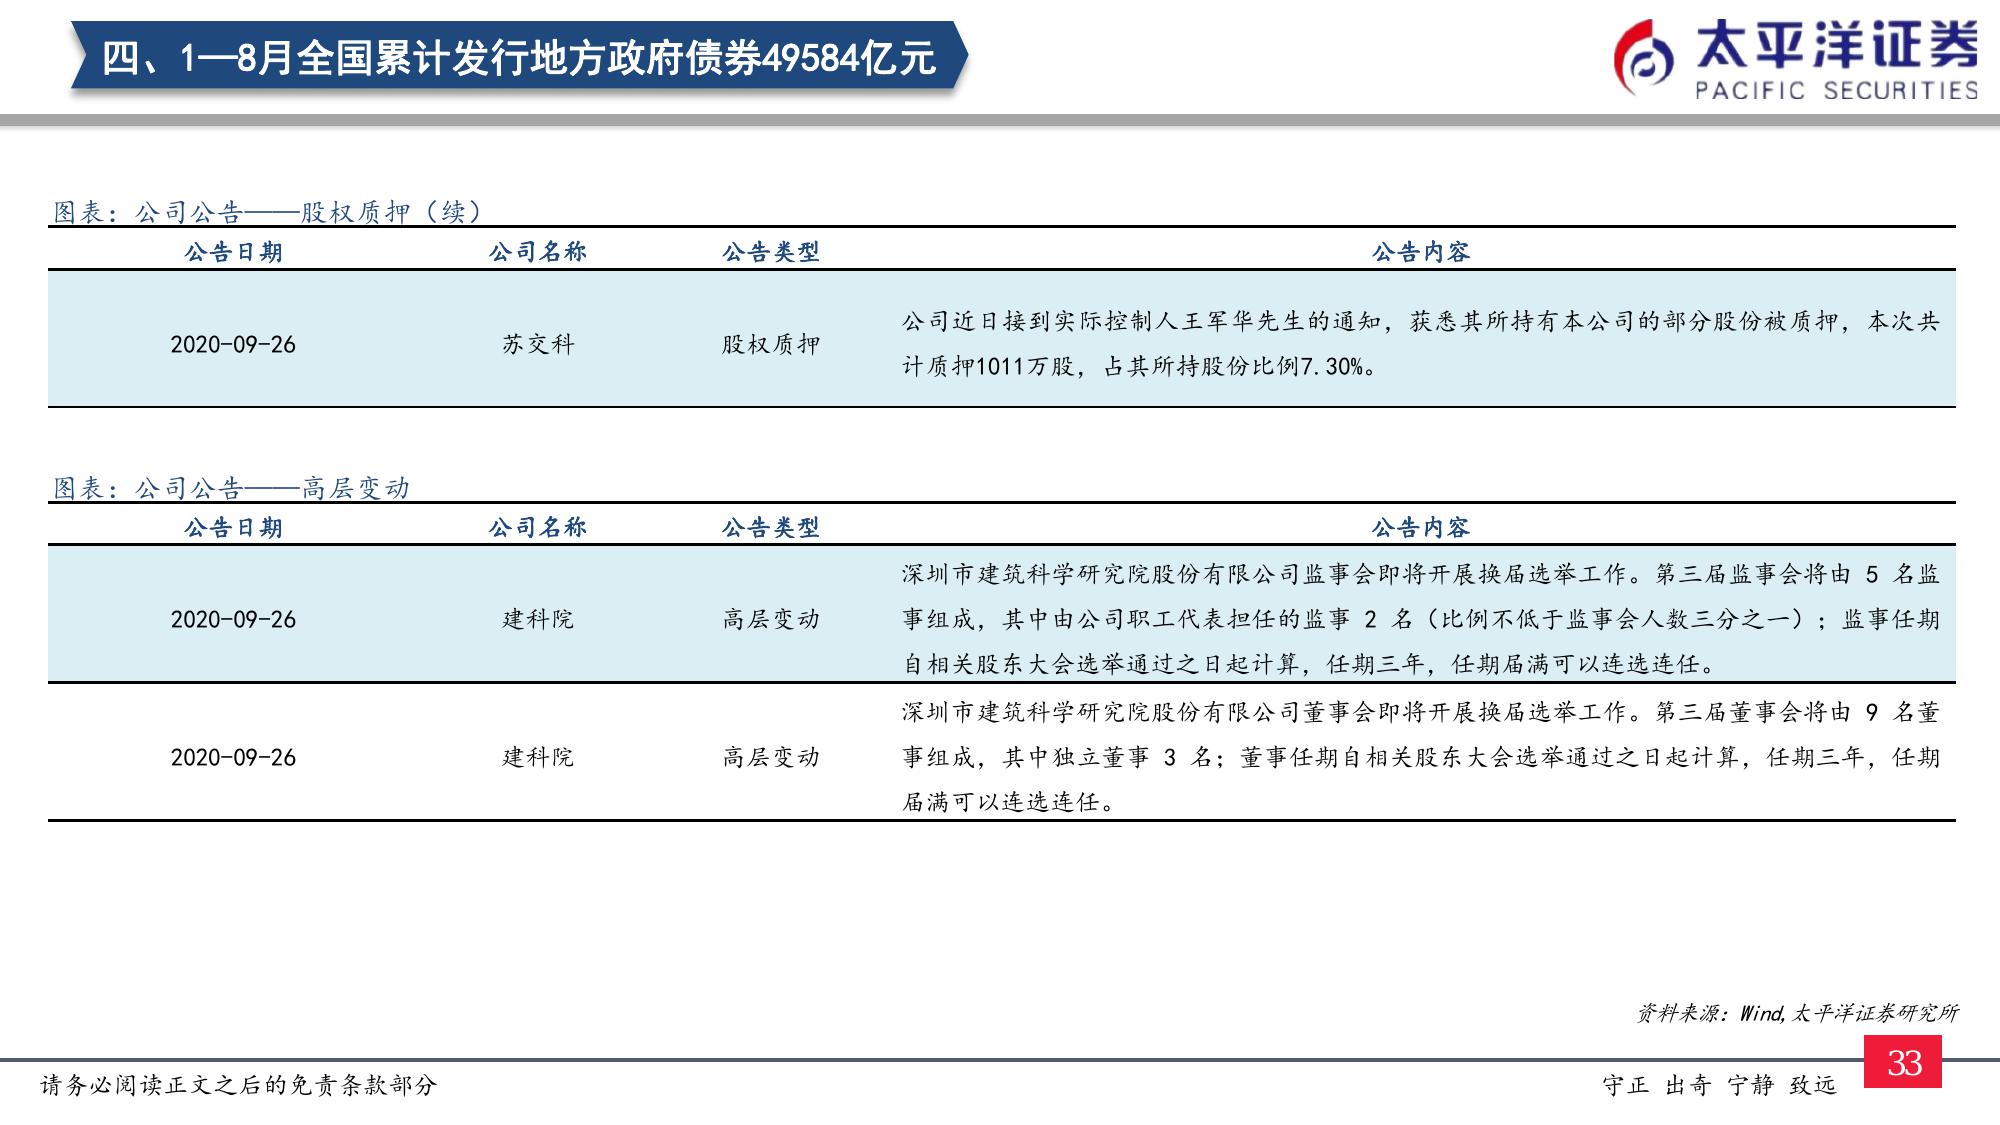 四、1—8月全国累计发行地方政府债券49584亿元
太平洋证券
PACIFIC SECURITIES
图表：公司公告——股权质押（续）
公告日期 公司名称 公告类型 公告内容
2020-09-26 苏交科 股权质押 公司近日接到实际控制人王军华先生的通知，获悉其所持有本公司的部分股份被质押，本次共
计质押1011万股，占其所持股份比例7.30%。
图表：公司公告——高层变动
公告日期 公司名称 公告类型 公告内容
深圳市建筑科学研究院股份有限公司监事会即将开展换届选举工作。第三届监事会将由 5 名监
2020-09-26 建科院 高层变动 事组成，其中由公司职工代表担任的监事 2 名（比例不低于监事会人数三分之一）；监事任期
自相关股东大会选举通过之日起计算，任期三年，任期届满可以连选连任。
深圳市建筑科学研究院股份有限公司董事会即将开展换届选举工作。第三届董事会将由 9 名董
2020-09-26 建科院 高层变动 事组成，其中独立董事 3 名；董事任期自相关股东大会选举通过之日起计算，任期三年，任期
届满可以连选连任。
资料来源：Wind,太平洋证券研究所
请务必阅读正文之后的免责条款部分
守正 出奇 宁静 致远
33